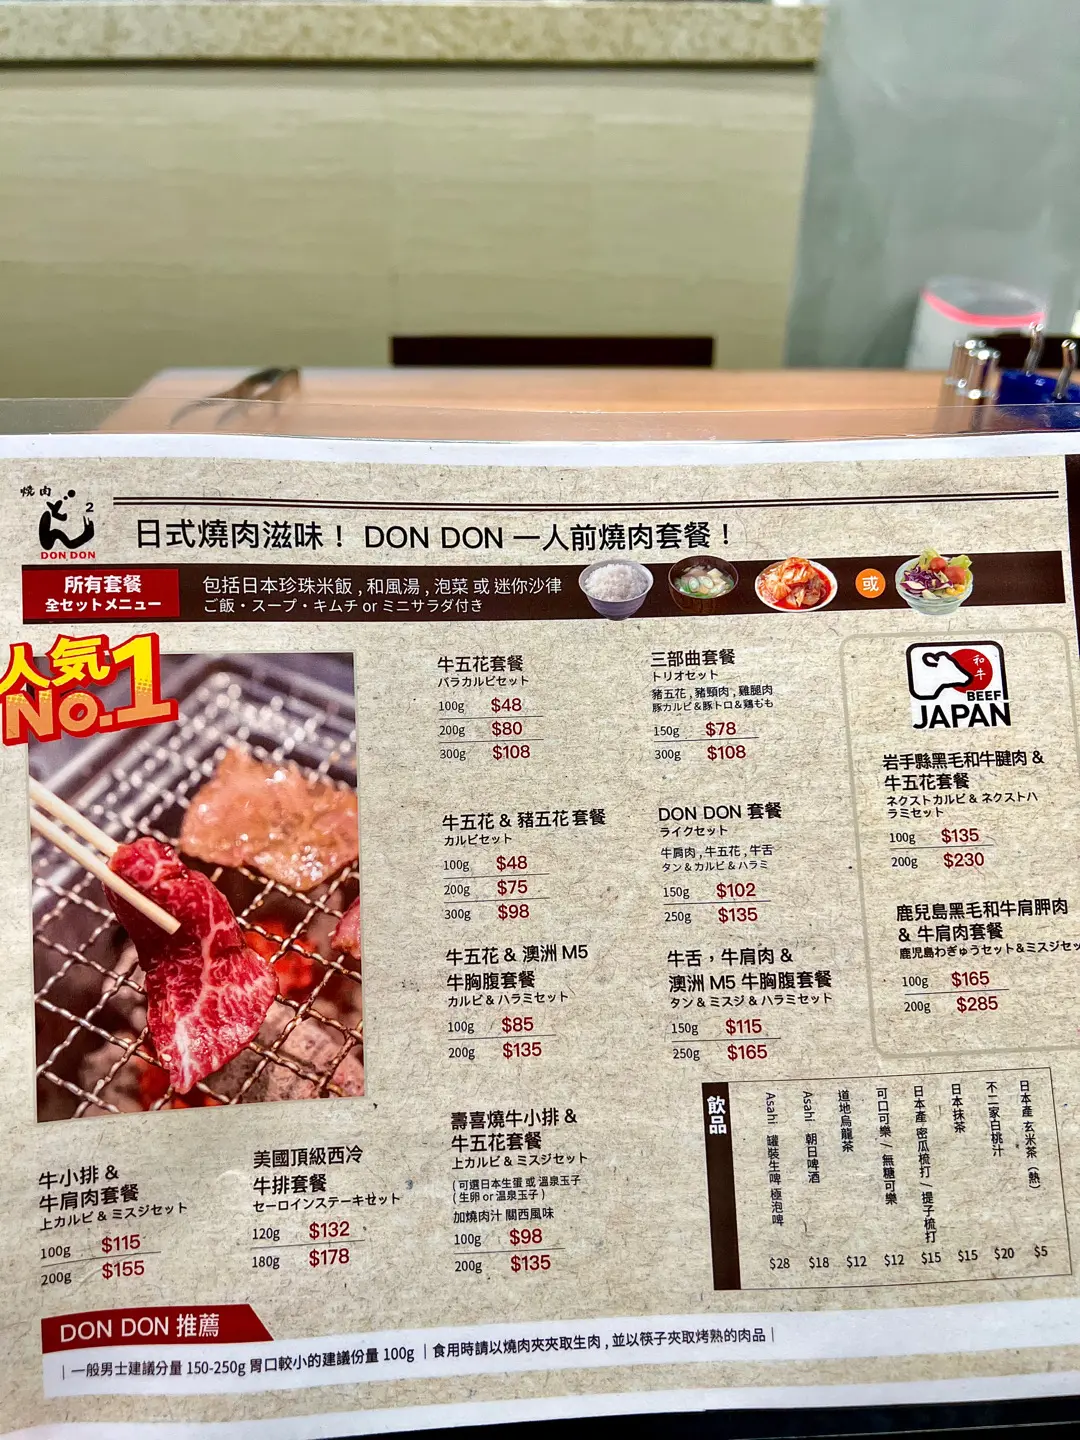 焼肉
どん
2
DON DON
日式燒肉滋味！ DON DON 一人前燒肉套餐！
所有套餐
全セットメニュー
包括日本珍珠米飯 , 和風湯 , 泡菜 或 迷你沙律
ご飯・スープ・キムチ or ミニサラダ付き
或
人気
No.1
牛五花套餐
バラカルビセット
100g $48
200g $80
300g $108
牛五花 & 豬五花 套餐
カルビセット
100g $48
200g $75
300g $98
牛五花 & 澳洲 M5
牛胸腹套餐
カルビ & ハラミセット
100g $85
200g $135
壽喜燒牛小排 &
牛五花套餐
上カルビ & ミスジセット
( 可選日本生蛋 或 溫泉玉子
( 生卵 or 温泉玉子 )
加燒肉汁 關西風味
100g $98
200g $135
三部曲套餐
トリオセット
豬五花 , 豬頸肉 , 雞腿肉
豚カルビ＆豚トロ＆鶏もも
150g $78
300g $108
DON DON 套餐
ライクセット
牛肩肉 , 牛五花 , 牛舌
タン & カルビ & ハラミ
150g $102
250g $135
牛舌，牛肩肉 &
澳洲 M5 牛胸腹套餐
タン & ミスジ & ハラミセット
150g $115
250g $165
和牛
BEEF
JAPAN
岩手縣黑毛和牛腱肉 &
牛五花套餐
ネクストカルビ & ネクストハ
ラミセット
100g $135
200g $230
鹿兒島黑毛和牛肩胛肉
& 牛肩肉套餐
鹿児島わぎゅうセット＆ミスジセッ
100g $165
200g $285
牛小排 &
牛肩肉套餐
上カルビ & ミスジセット
100g $115
200g $155
美國頂級西冷
牛排套餐
セーロインステーキセット
120g $132
180g $178
飲品
Asahi 罐裝生啤 極泡啤 $28
Asahi 朝日啤酒 $18
道地烏龍茶 $12
可口可樂 / 無糖可樂 $12
日本產 密瓜梳打 / 提子梳打 $15
日本抹茶 $15
不二家白桃汁 $20
日本產 玄米茶（熱） $5
DON DON 推薦
| 一般男士建議分量 150-250g 胃口較小的建議份量 100g | 食用時請以燒肉夾夾取生肉 , 並以筷子夾取烤熟的肉品 |